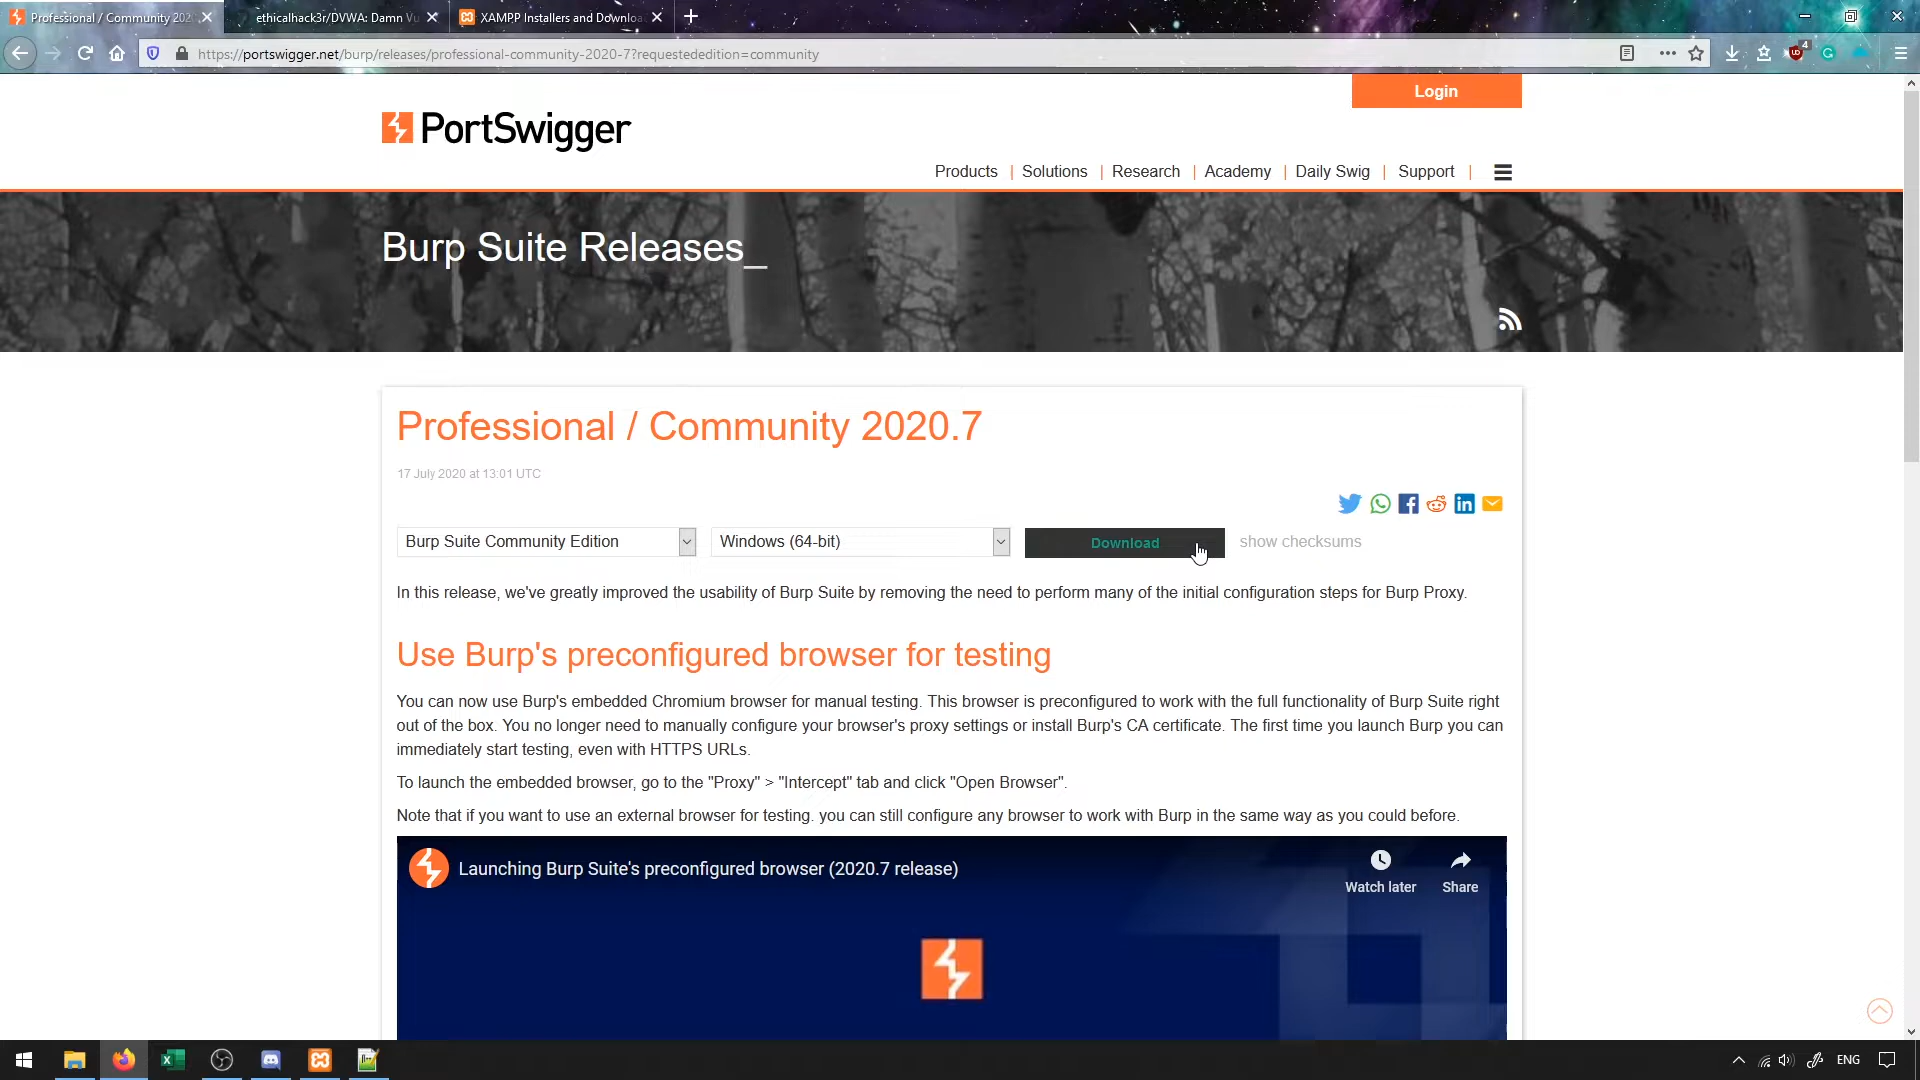 Professional / Community 202
ethicalhack3r/DVWA: Damn Vu
XAMPP Installers and Downloa
https://portswigger.net/burp/releases/professional-community-2020-7?requestededition=community
4
Login
PortSwigger
Products | Solutions | Research | Academy | Daily Swig | Support |
Burp Suite Releases_
Professional / Community 2020.7
17 July 2020 at 13:01 UTC
Burp Suite Community Edition
Windows (64-bit)
Download
show checksums
In this release, we've greatly improved the usability of Burp Suite by removing the need to perform many of the initial configuration steps for Burp Proxy.
Use Burp's preconfigured browser for testing
You can now use Burp's embedded Chromium browser for manual testing. This browser is preconfigured to work with the full functionality of Burp Suite right
out of the box. You no longer need to manually configure your browser's proxy settings or install Burp's CA certificate. The first time you launch Burp you can
immediately start testing, even with HTTPS URLs.
To launch the embedded browser, go to the "Proxy" > "Intercept" tab and click "Open Browser".
Note that if you want to use an external browser for testing. you can still configure any browser to work with Burp in the same way as you could before.
Launching Burp Suite's preconfigured browser (2020.7 release)
Watch later
Share
ENG